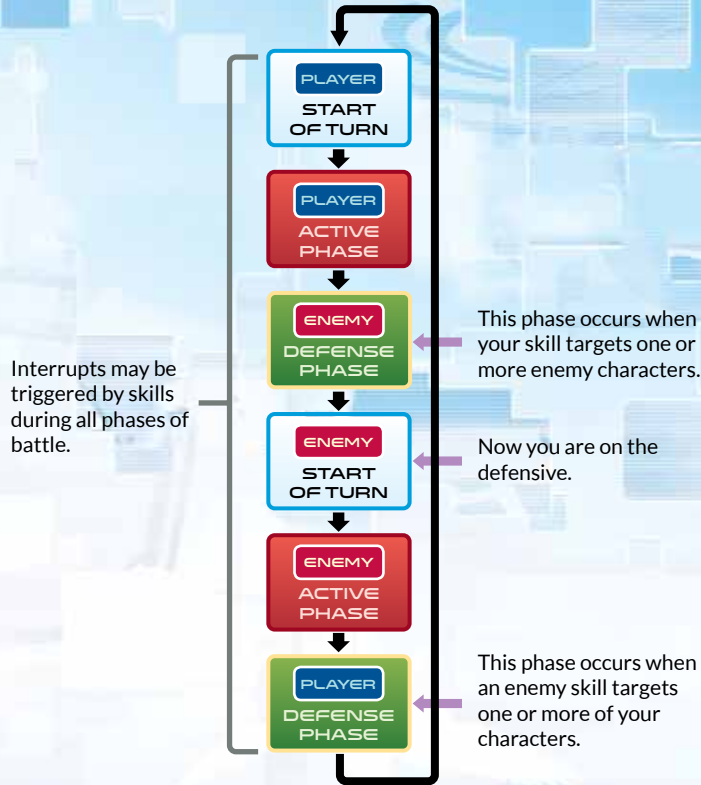 PLAYER
START
OF TURN
PLAYER
ACTIVE
PHASE
ENEMY
DEFENSE
PHASE
This phase occurs when
your skill targets one or
more enemy characters.
Interrupts may be
triggered by skills
during all phases of
battle.
ENEMY
START
OF TURN
Now you are on the
defensive.
ENEMY
ACTIVE
PHASE
PLAYER
DEFENSE
PHASE
This phase occurs when
an enemy skill targets
one or more of your
characters.